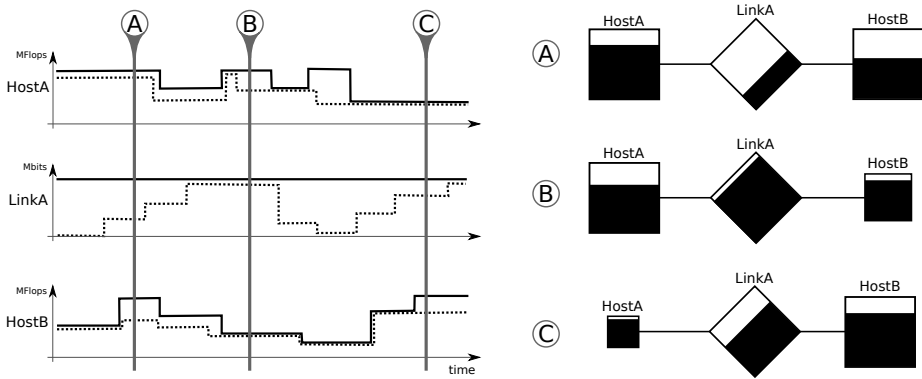 A B C
MFlops
HostA
Mbits
LinkA
MFlops
HostB
time
HostA LinkA HostB
A
HostA LinkA HostB
B
HostA LinkA HostB
C